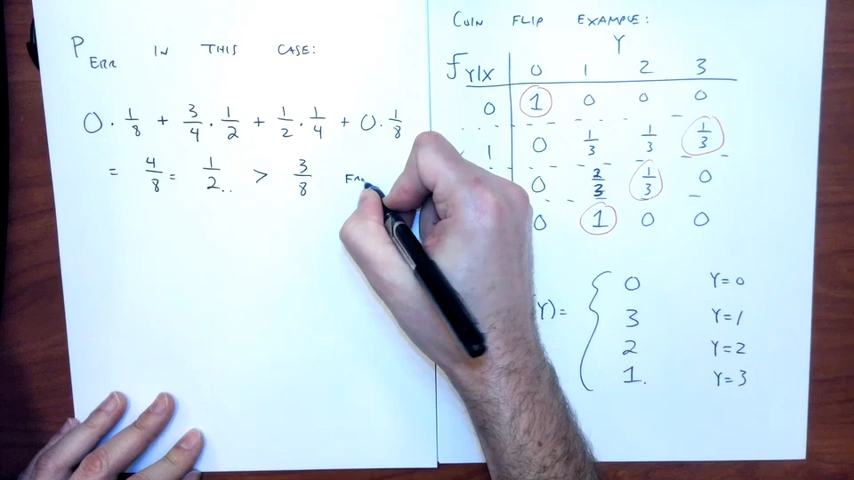 P_ERR IN THIS CASE:
0 · 1/8 + 3/4 · 1/2 + 1/2 · 1/4 + 0 · 1/8
= 4/8 = 1/2 > 3/8
COIN FLIP EXAMPLE:
Y
f_Y|X 0 1 2 3
0 1 0 0 0
1 0 1/3 1/3 1/3
0 2/3 1/3 0
0 1 0 0
Y) = { 0 Y=0
3 Y=1
2 Y=2
1. Y=3